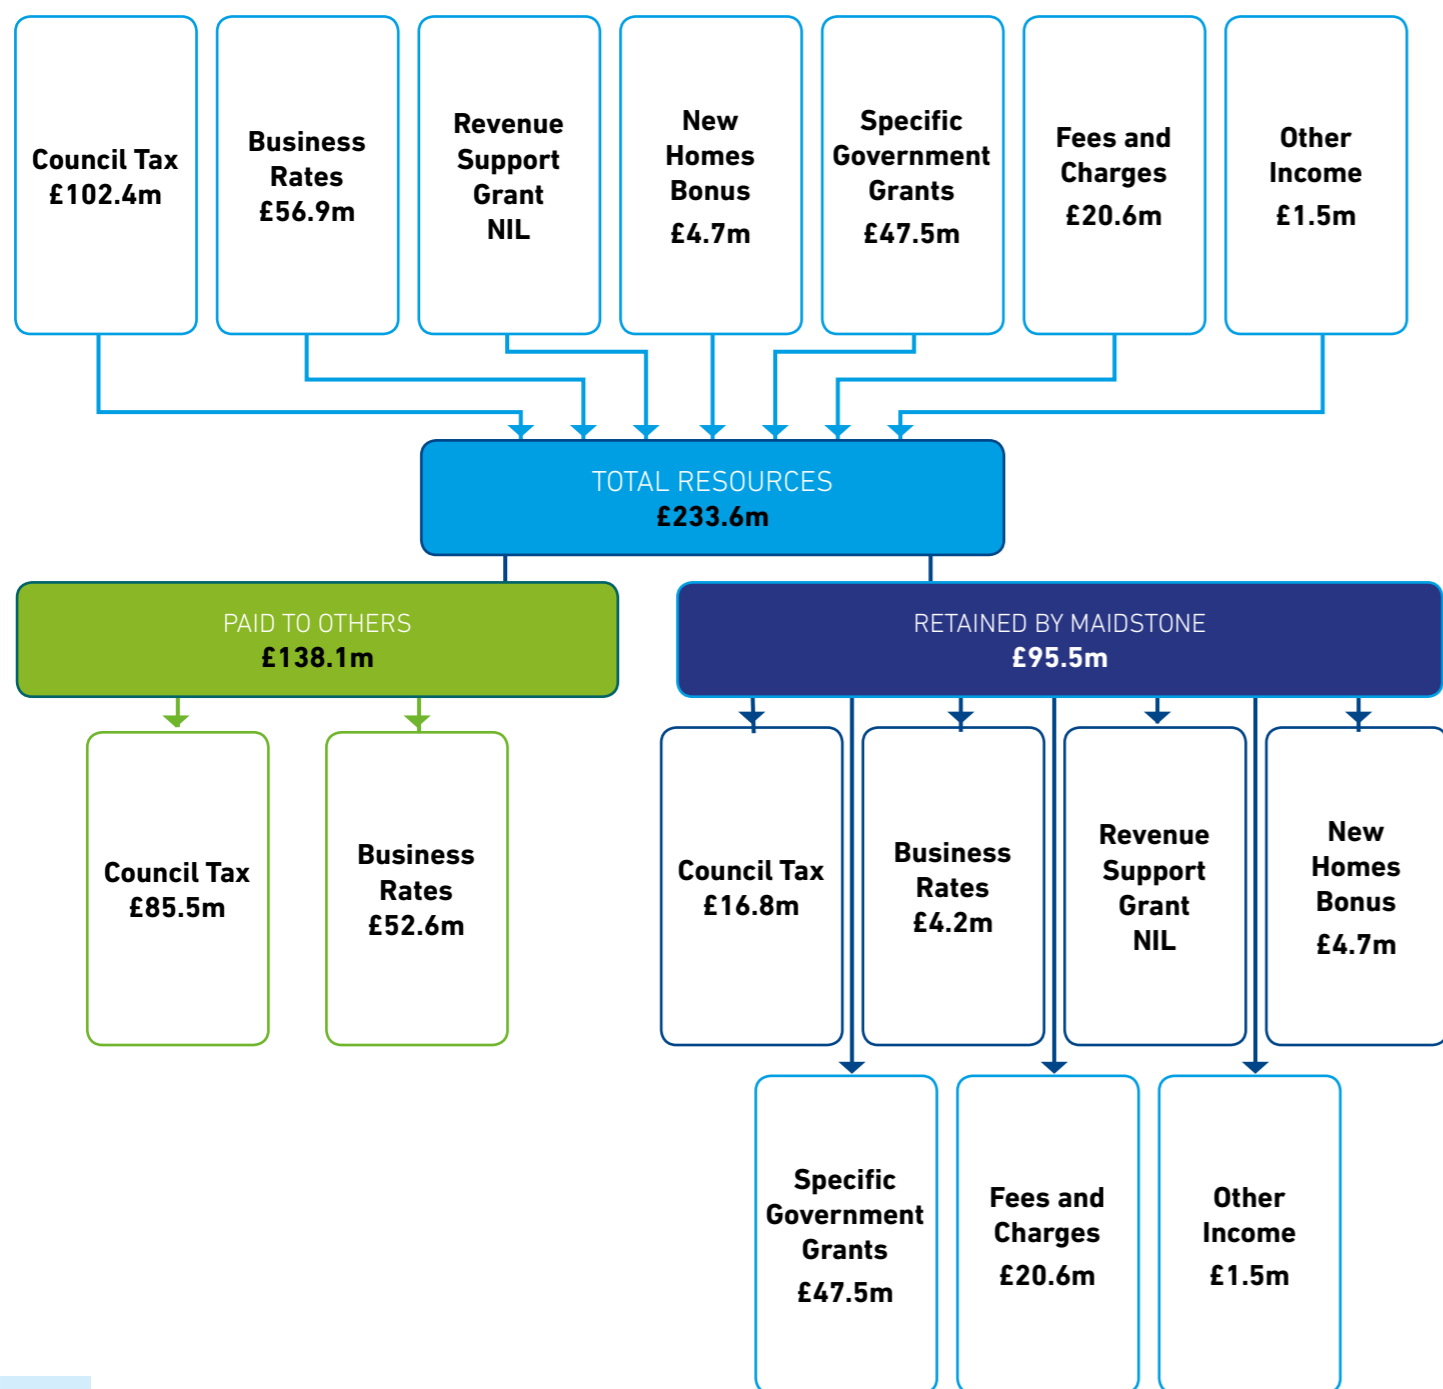 Council Tax
£102.4m
Business
Rates
£56.9m
Revenue
Support
Grant
NIL
New
Homes
Bonus
£4.7m
Specific
Government
Grants
£47.5m
Fees and
Charges
£20.6m
Other
Income
£1.5m
TOTAL RESOURCES
£233.6m
PAID TO OTHERS
£138.1m
RETAINED BY MAIDSTONE
£95.5m
Council Tax
£85.5m
Business
Rates
£52.6m
Council Tax
£16.8m
Business
Rates
£4.2m
Revenue
Support
Grant
NIL
New
Homes
Bonus
£4.7m
Specific
Government
Grants
£47.5m
Fees and
Charges
£20.6m
Other
Income
£1.5m